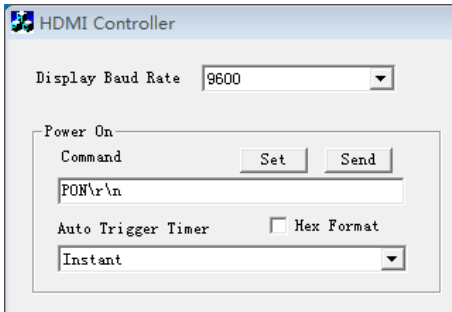 HDMI Controller
Display Baud Rate 9600
Power On
Command Set Send
PON\r\n
Auto Trigger Timer Hex Format
Instant